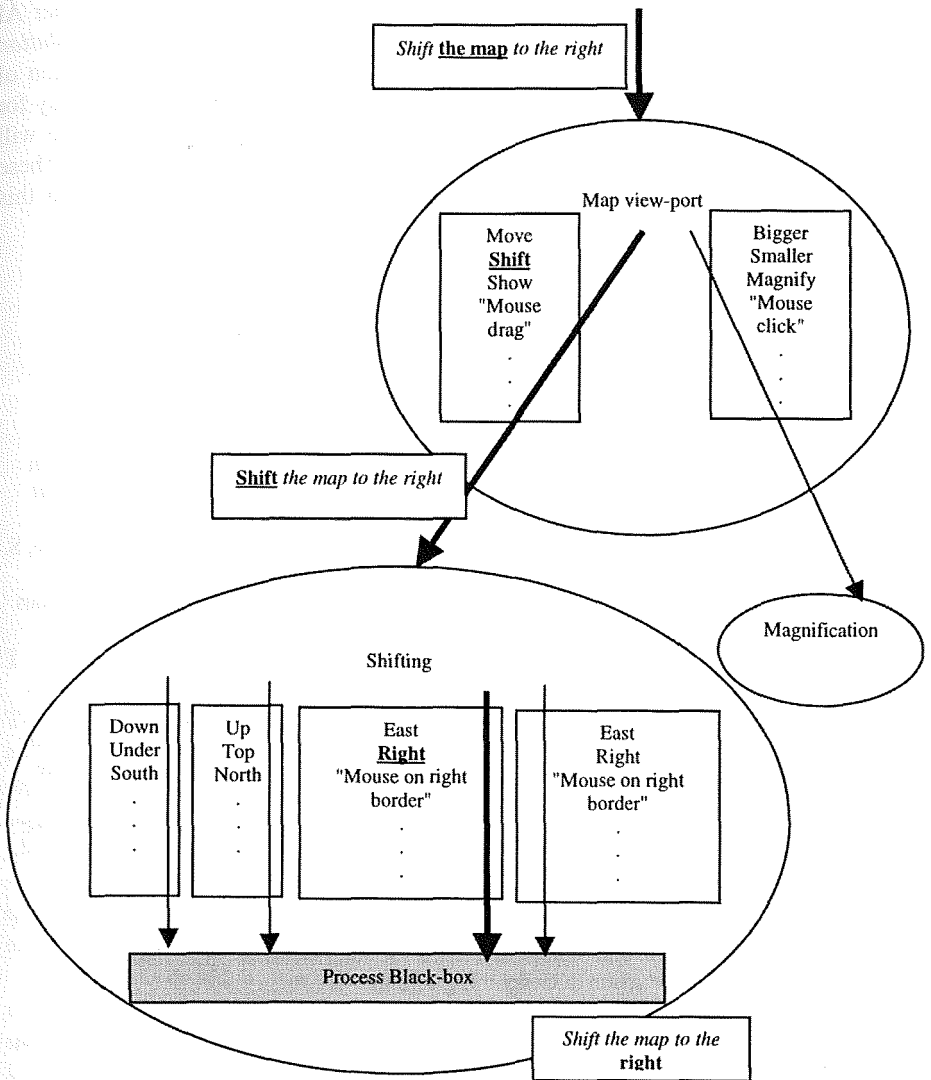 Shift the map to the right
Map view-port
Move
Shift
Show
"Mouse
drag"
.
.
.
Bigger
Smaller
Magnify
"Mouse
click"
.
.
.
Shift the map to the right
Magnification
Shifting
Down
Under
South
.
.
.
Up
Top
North
.
.
.
East
Right
"Mouse on right
border"
.
.
.
East
Right
"Mouse on right
border"
.
.
.
Process Black-box
Shift the map to the
right